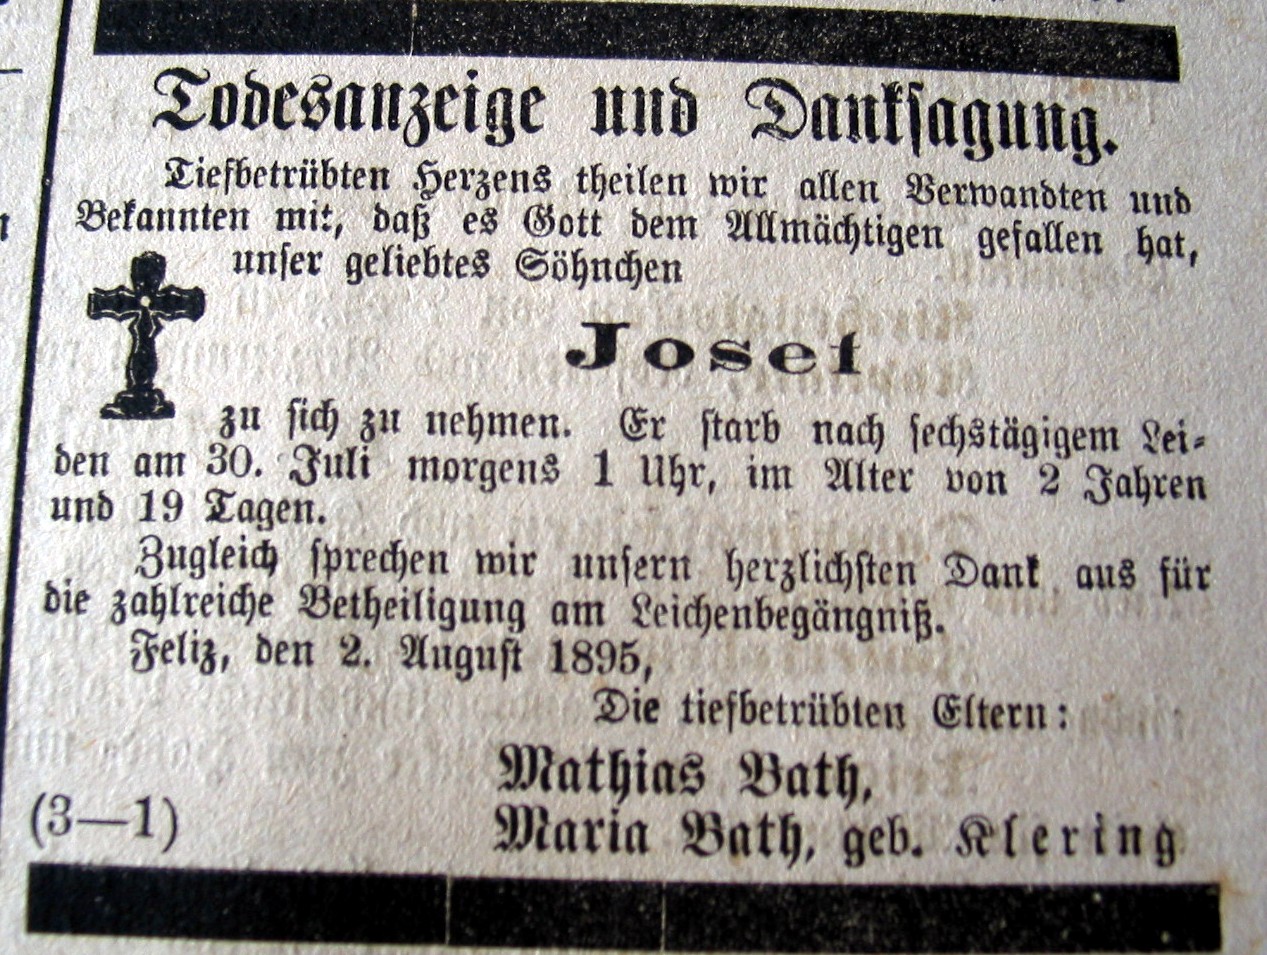 Todesanzeige und Danksagung.
Tiefbetrübten Herzens theilen wir allen Verwandten und
Bekannten mit, daß es Gott dem Allmächtigen gefallen hat,
unser geliebtes Söhnchen
Josef
zu sich zu nehmen. Er starb nach sechstägigem Lei-
den am 30. Juli morgens 1 Uhr, im Alter von 2 Jahren
und 19 Tagen.
Zugleich sprechen wir unsern herzlichsten Dank aus für
die zahlreiche Betheiligung am Leichenbegängniß.
Feliz, den 2. August 1895,
Die tiefbetrübten Eltern:
Mathias Bath,
(3—1) Maria Bath, geb. Klering